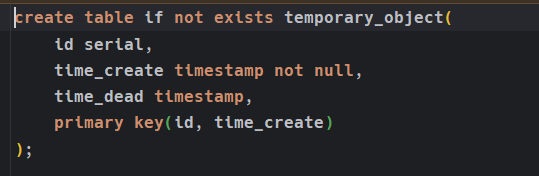 create table if not exists temporary_object(
    id serial,
    time_create timestamp not null,
    time_dead timestamp,
    primary key(id, time_create)
);